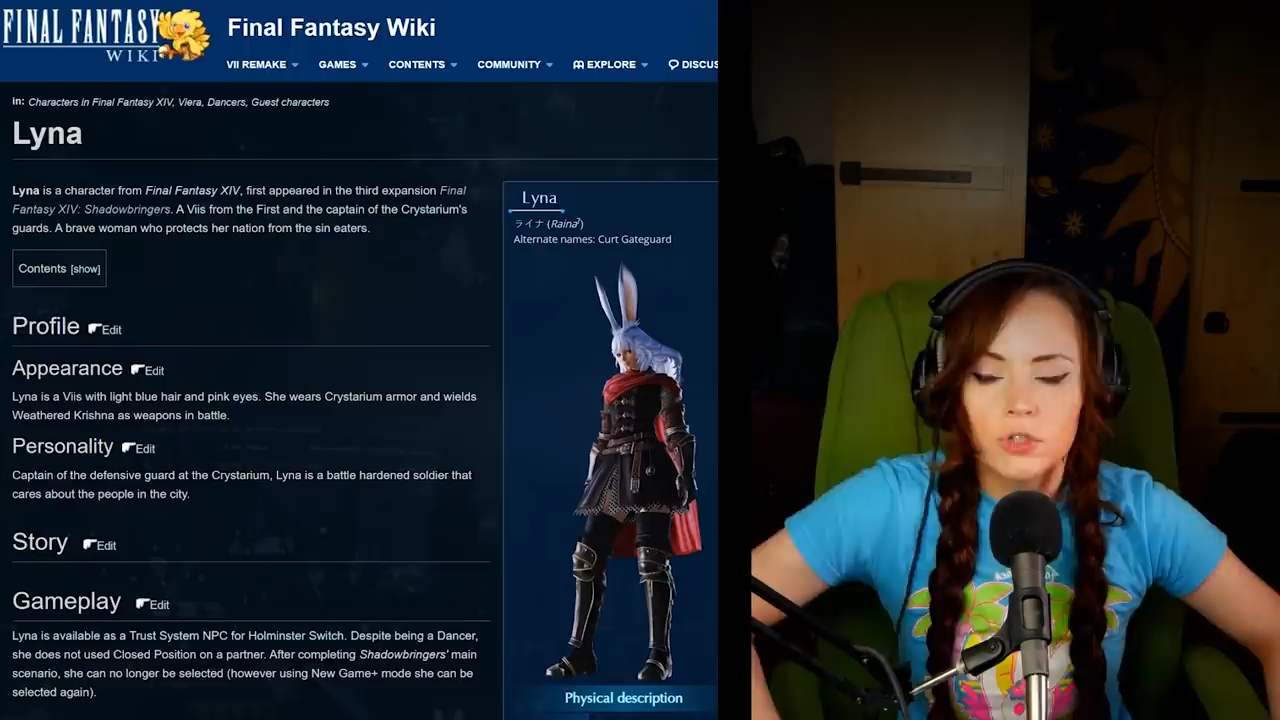 FINAL FANTASY
WIKI
Final Fantasy Wiki
VII REMAKE
GAMES
CONTENTS
COMMUNITY
EXPLORE
DISCUS
in: Characters in Final Fantasy XIV, Viera, Dancers, Guest characters
Lyna
Lyna is a character from Final Fantasy XIV, first appeared in the third expansion Final
Fantasy XIV: Shadowbringers. A Viis from the First and the captain of the Crystarium's
guards. A brave woman who protects her nation from the sin eaters.
Contents [show]
Profile Edit
Appearance Edit
Lyna is a Viis with light blue hair and pink eyes. She wears Crystarium armor and wields
Weathered Krishna as weapons in battle.
Personality Edit
Captain of the defensive guard at the Crystarium, Lyna is a battle hardened soldier that
cares about the people in the city.
Story Edit
Gameplay Edit
Lyna is available as a Trust System NPC for Holminster Switch. Despite being a Dancer,
she does not used Closed Position on a partner. After completing Shadowbringers' main
scenario, she can no longer be selected (however using New Game+ mode she can be
selected again).
Lyna
ライナ (Raina?)
Alternate names: Curt Gateguard
Physical description